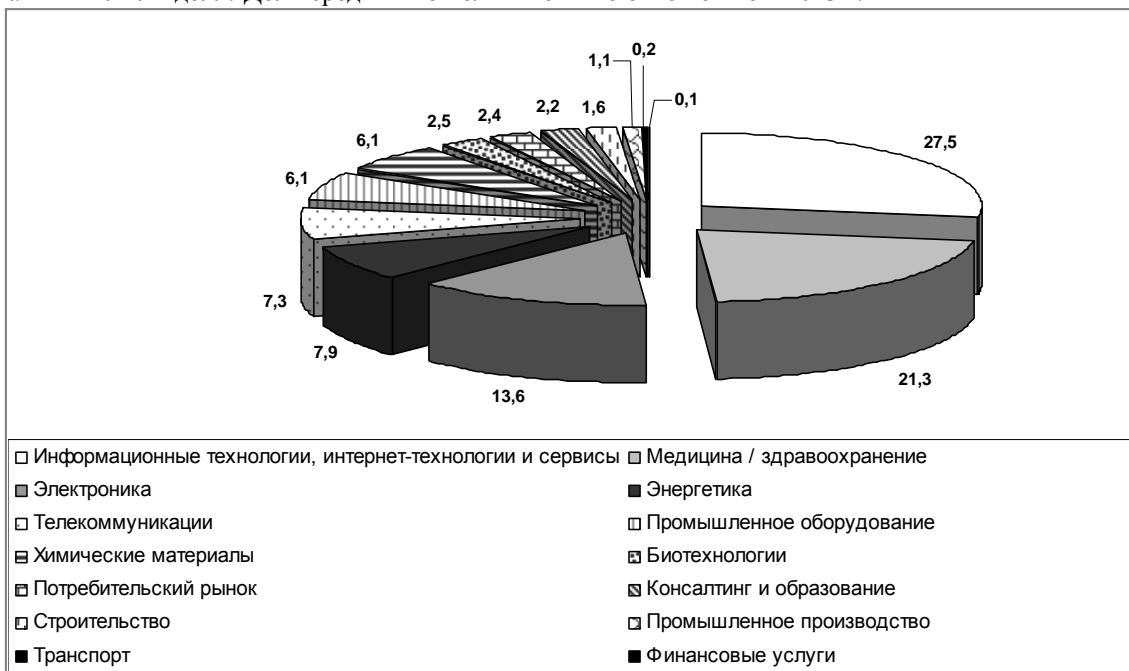 1,1 0,2
2,2 1,6 0,1
2,5 2,4
6,1 27,5
6,1
7,3
7,9 21,3
13,6
Информационные технологии, интернет-технологии и сервисы Медицина / здравоохранение
Электроника Энергетика
Телекоммуникации Промышленное оборудование
Химические материалы Биотехнологии
Потребительский рынок Консалтинг и образование
Строительство Промышленное производство
Транспорт Финансовые услуги